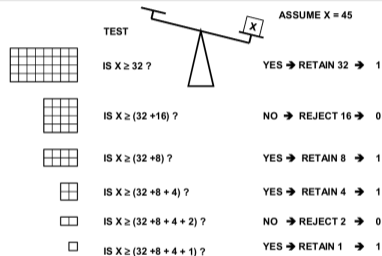 ASSUME X = 45
X
TEST
IS X ≥ 32 ? YES → RETAIN 32 → 1
IS X ≥ (32 +16) ? NO → REJECT 16 → 0
IS X ≥ (32 +8) ? YES → RETAIN 8 → 1
IS X ≥ (32 +8 + 4) ? YES → RETAIN 4 → 1
IS X ≥ (32 +8 + 4 + 2) ? NO → REJECT 2 → 0
IS X ≥ (32 +8 + 4 + 1) ? YES → RETAIN 1 → 1